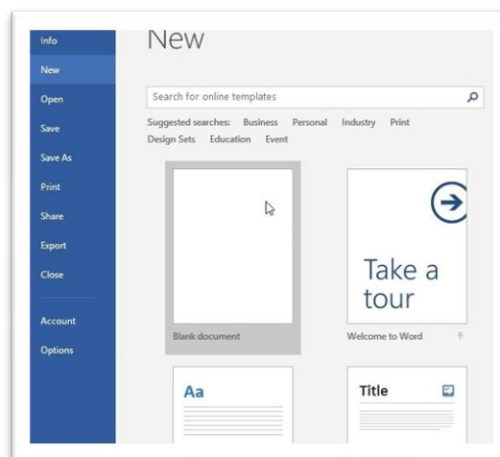 Info
New
Open
Save
Save As
Print
Share
Export
Close
Account
Options
New
Search for online templates
Suggested searches: Business Personal Industry Print
Design Sets Education Event
Blank document
Take a
tour
Welcome to Word
Aa
Title